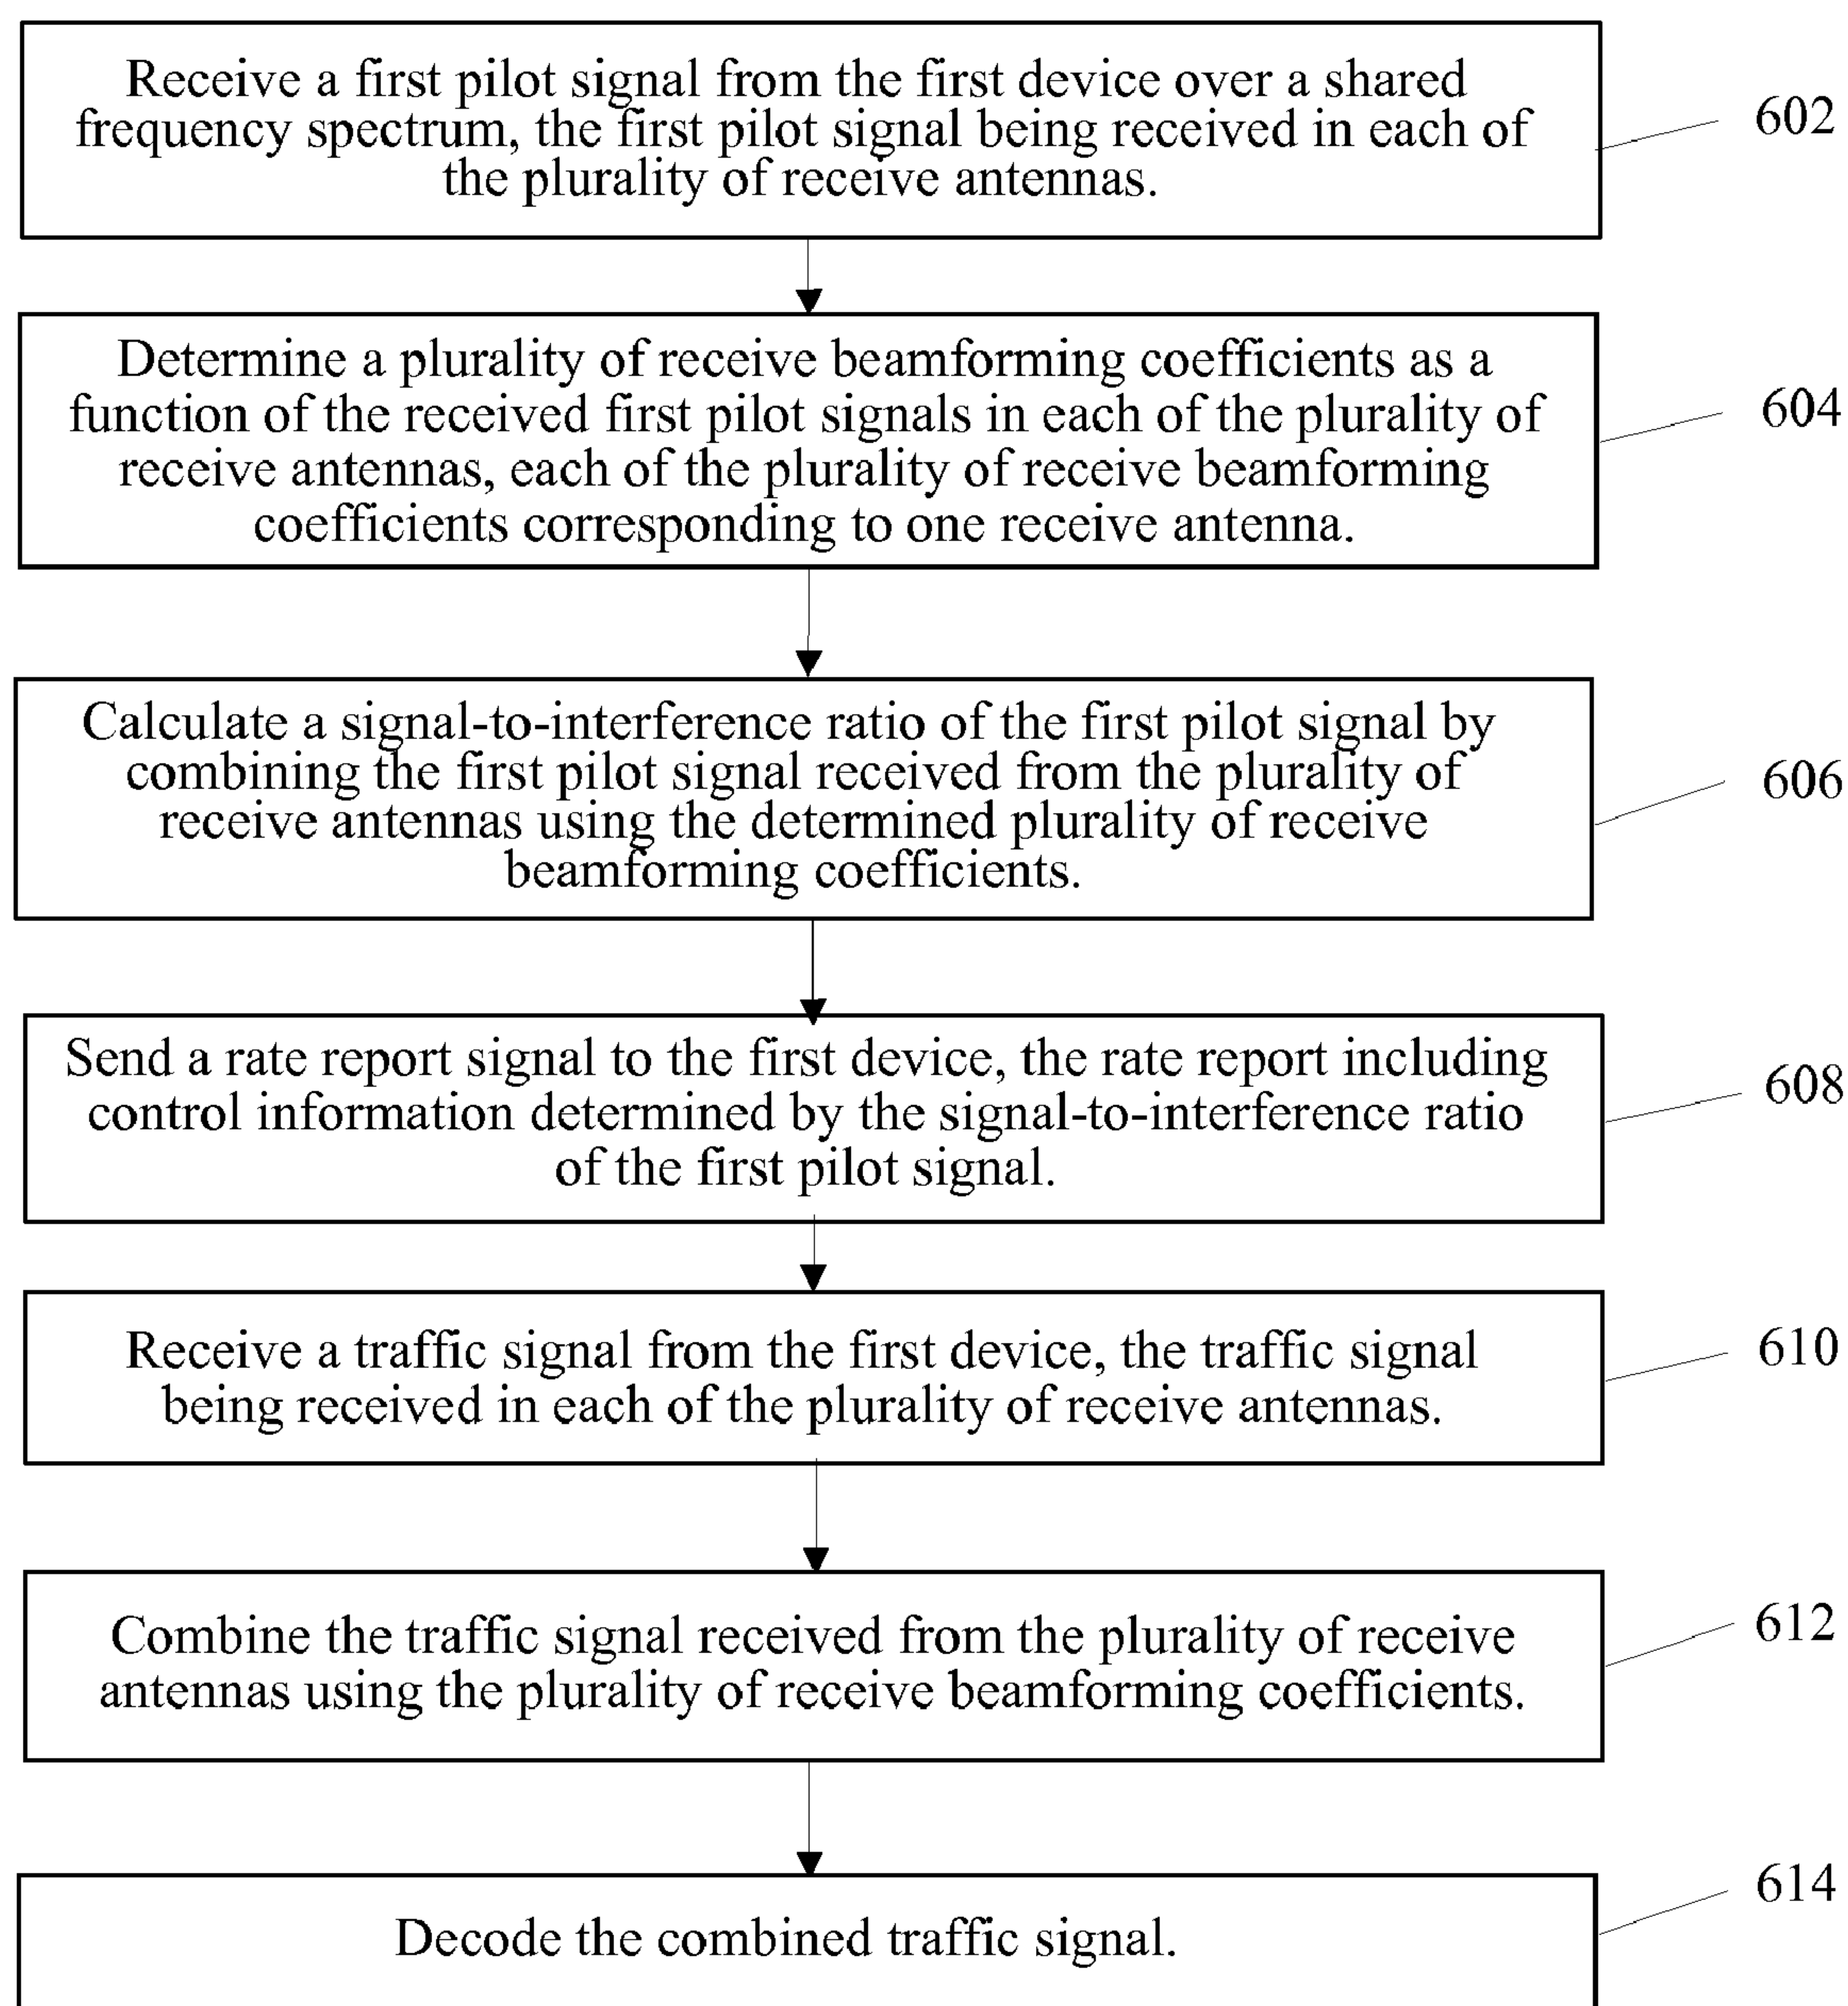 Receive a first pilot signal from the first device over a shared
frequency spectrum, the first pilot signal being received in each of
the plurality of receive antennas.
602
Determine a plurality of receive beamforming coefficients as a
function of the received first pilot signals in each of the plurality of
receive antennas, each of the plurality of receive beamforming
coefficients corresponding to one receive antenna.
604
Calculate a signal-to-interference ratio of the first pilot signal by
combining the first pilot signal received from the plurality of
receive antennas using the determined plurality of receive
beamforming coefficients.
606
Send a rate report signal to the first device, the rate report including
control information determined by the signal-to-interference ratio
of the first pilot signal.
608
Receive a traffic signal from the first device, the traffic signal
being received in each of the plurality of receive antennas.
610
Combine the traffic signal received from the plurality of receive
antennas using the plurality of receive beamforming coefficients.
612
Decode the combined traffic signal.
614